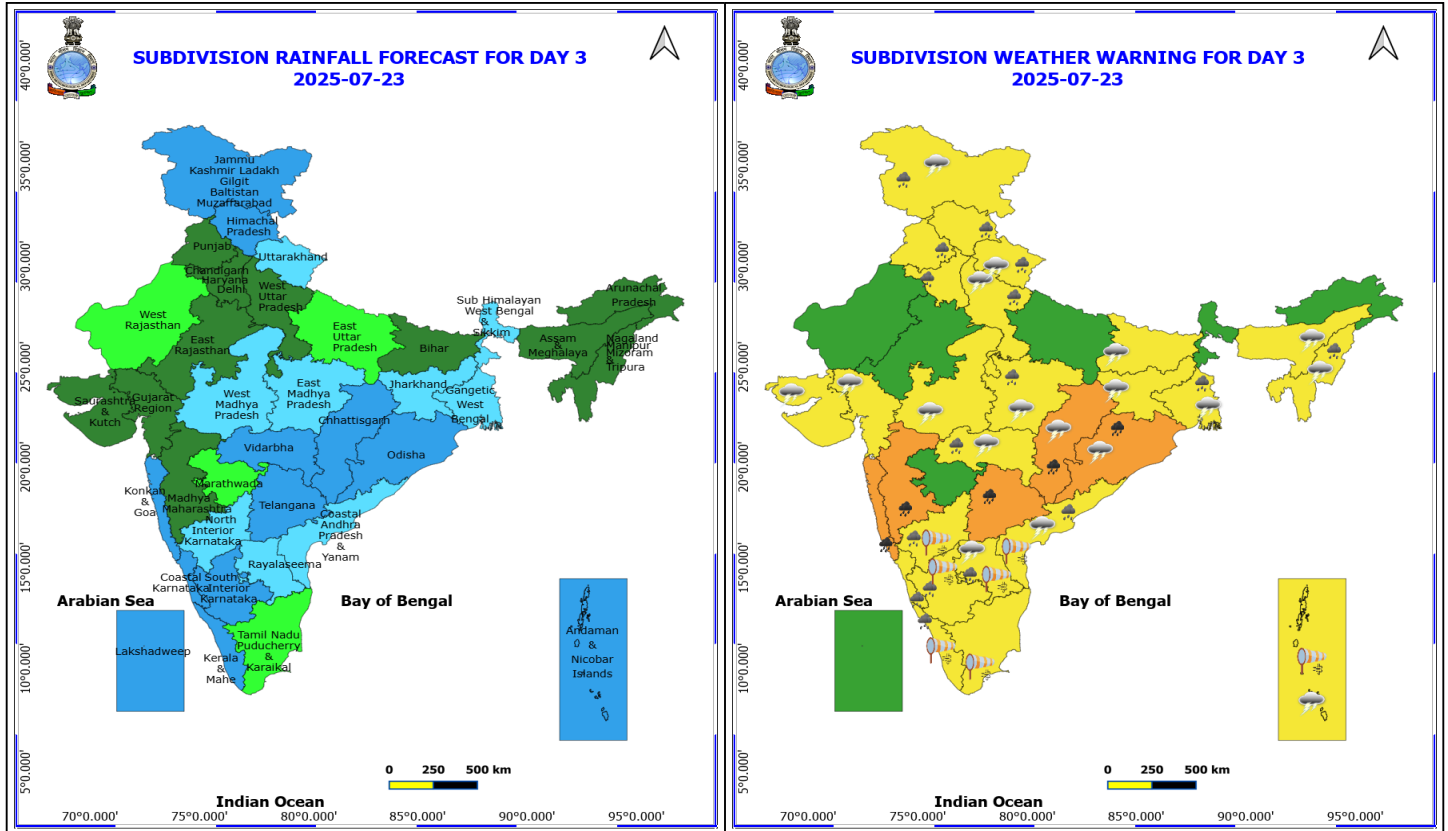 SUBDIVISION RAINFALL FORECAST FOR DAY 3
2025-07-23
40°0.000'
35°0.000'
30°0.000'
25°0.000'
20°0.000'
15°0.000'
10°0.000'
5°0.000'
Jammu
Kashmir Ladakh
Gilgit
Baltistan
Muzaffarabad
Himachal
Pradesh
Punjab
Uttarakhand
Chandigarh
Haryana
Delhi
West
Uttar
Pradesh
West
Rajasthan
East
Rajasthan
East
Uttar
Pradesh
Bihar
Sub Himalayan
West Bengal
&
Sikkim
Arunachal
Pradesh
Assam
&
Meghalaya
Nagaland
Manipur
Mizoram
&
Tripura
Saurashtra
&
Kutch
Gujarat
Region
West
Madhya
Pradesh
East
Madhya
Pradesh
Jharkhand
Gangetic
West
Bengal
Chhattisgarh
Vidarbha
Odisha
Konkan
&
Goa
Madhya
Maharashtra
Marathwada
Telangana
North
Interior
Karnataka
Coastal
Andhra
Pradesh
&
Yanam
Rayalaseema
Coastal
Karnataka
South
Interior
Karnataka
Arabian Sea
Bay of Bengal
Tamil Nadu
Puducherry
&
Karaikal
Kerala
&
Mahe
Lakshadweep
Andaman
&
Nicobar
Islands
0 250 500 km
Indian Ocean
70°0.000' 75°0.000' 80°0.000' 85°0.000' 90°0.000' 95°0.000'
SUBDIVISION WEATHER WARNING FOR DAY 3
2025-07-23
40°0.000'
35°0.000'
30°0.000'
25°0.000'
20°0.000'
15°0.000'
10°0.000'
5°0.000'
Arabian Sea
Bay of Bengal
0 250 500 km
Indian Ocean
70°0.000' 75°0.000' 80°0.000' 85°0.000' 90°0.000' 95°0.000'